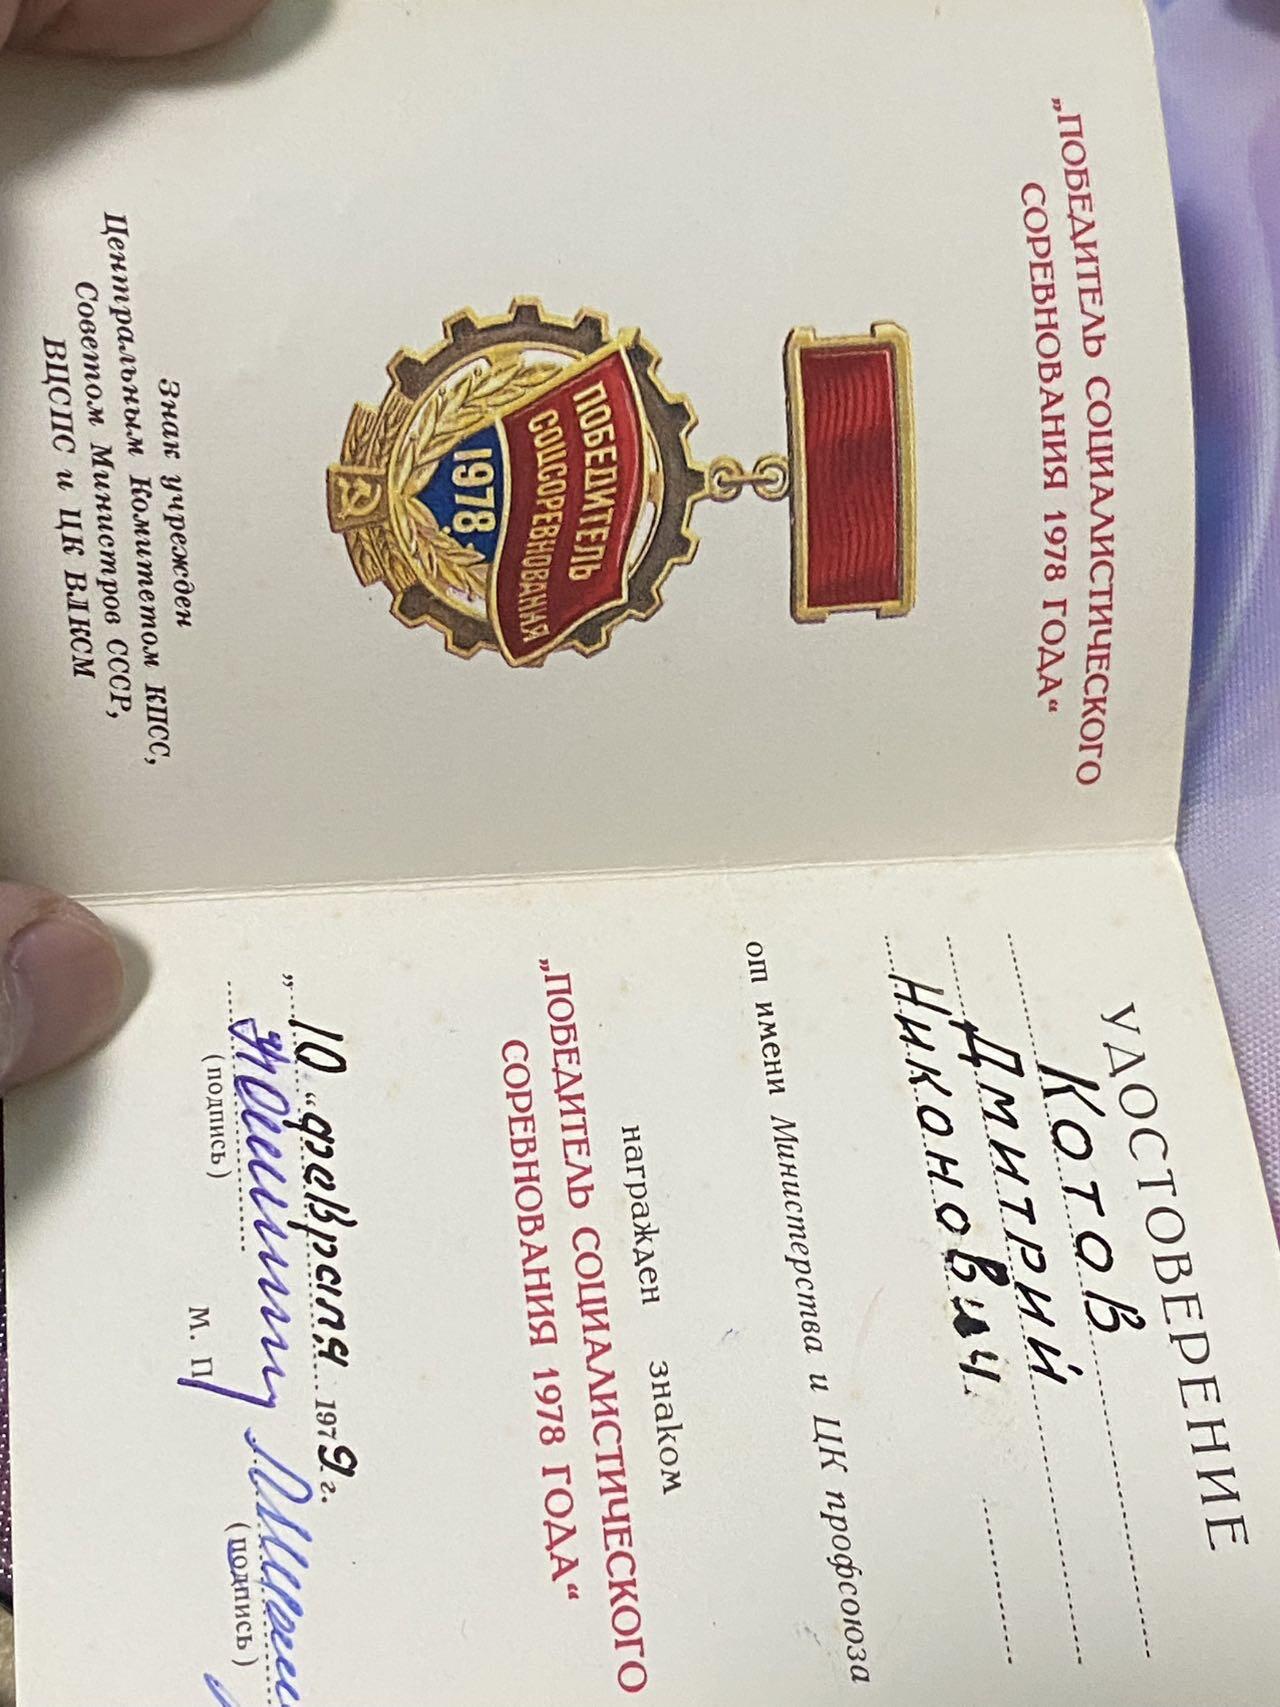 „ПОБЕДИТЕЛЬ СОЦИАЛИСТИЧЕСКОГО
СОРЕВНОВАНИЯ 1978 ГОДА“
ПОБЕДИТЕЛЬ
СОЦСОРЕВНОВАНИЯ
1978
Знак учрежден
Центральным Комитетом КПСС,
Советом Министров СССР,
ВЦСПС и ЦК ВЛКСМ
УДОСТОВЕРЕНИЕ
Котов
Дмитрий
Никонович
от имени Министерства и ЦК профсоюза
награжден знаком
„ПОБЕДИТЕЛЬ СОЦИАЛИСТИЧЕСКОГО
СОРЕВНОВАНИЯ 1978 ГОДА“
„10“ февраля 1979 г.
(подпись) (подпись)
М. П